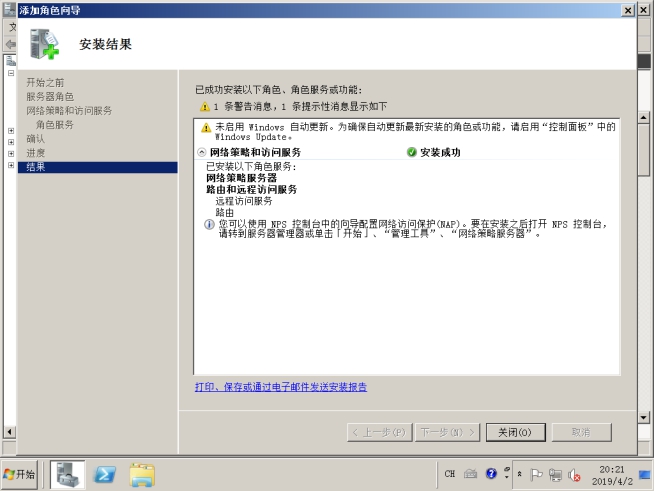 添加角色向导
安装结果
开始之前
服务器角色
网络策略和访问服务
角色服务
确认
进度
结果
已成功安装以下角色、角色服务或功能:
1 条警告消息，1 条提示性消息显示如下
未启用 Windows 自动更新。为确保自动更新最新安装的角色或功能，请启用“控制面板”中的
Windows Update。
网络策略和访问服务 安装成功
已安装以下角色服务:
网络策略服务器
路由和远程访问服务
远程访问服务
路由
您可以使用 NPS 控制台中的向导配置网络访问保护(NAP)。要在安装之后打开 NPS 控制台，
请转到服务器管理器或单击「开始」、“管理工具”、“网络策略服务器”。
打印、保存或通过电子邮件发送安装报告
< 上一步(P) 下一步(N) > 关闭(O) 取消
开始 CH 20:21
2019/4/2